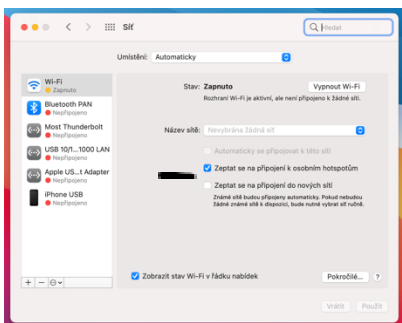 Síť
Hledat
Umístění: Automaticky
Wi-Fi
Zapnuto
Bluetooth PAN
Nepřipojeno
Most Thunderbolt
Nepřipojeno
USB 10/1...1000 LAN
Nepřipojeno
Apple US...t Adapter
Nepřipojeno
iPhone USB
Nepřipojeno
Stav: Zapnuto
Vypnout Wi-Fi
Rozhraní Wi-Fi je aktivní, ale není připojeno k žádné síti.
Název sítě: Nevybrána žádná síť
Automaticky se připojovat k této síti
Zeptat se na připojení k osobním hotspotům
Zeptat se na připojení do nových sítí
Známé sítě budou připojeny automaticky. Pokud nebudou
žádné známé sítě k dispozici, bude nutné vybrat síť ručně.
Zobrazit stav Wi-Fi v řádku nabídek
Pokročilé... ?
Vrátit Použít